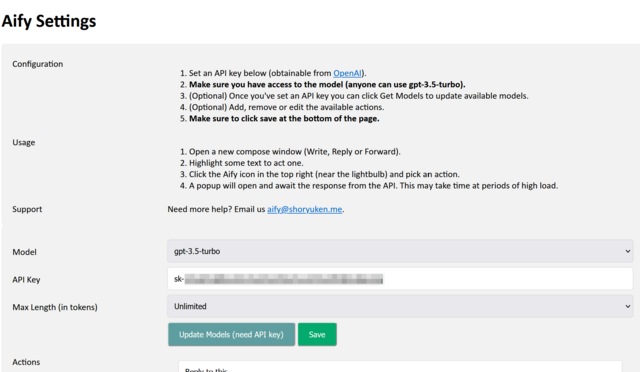 Aify Settings
Configuration
1. Set an API key below (obtainable from OpenAI).
2. Make sure you have access to the model (anyone can use gpt-3.5-turbo).
3. (Optional) Once you've set an API key you can click Get Models to update available models.
4. (Optional) Add, remove or edit the available actions.
5. Make sure to click save at the bottom of the page.
Usage
1. Open a new compose window (Write, Reply or Forward).
2. Highlight some text to act one.
3. Click the Aify icon in the top right (near the lightbulb) and pick an action.
4. A popup will open and await the response from the API. This may take time at periods of high load.
Support
Need more help? Email us aify@shoryuken.me.
Model
gpt-3.5-turbo
API Key
sk-
Max Length (in tokens)
Unlimited
Update Models (need API key)
Save
Actions
Reply to this